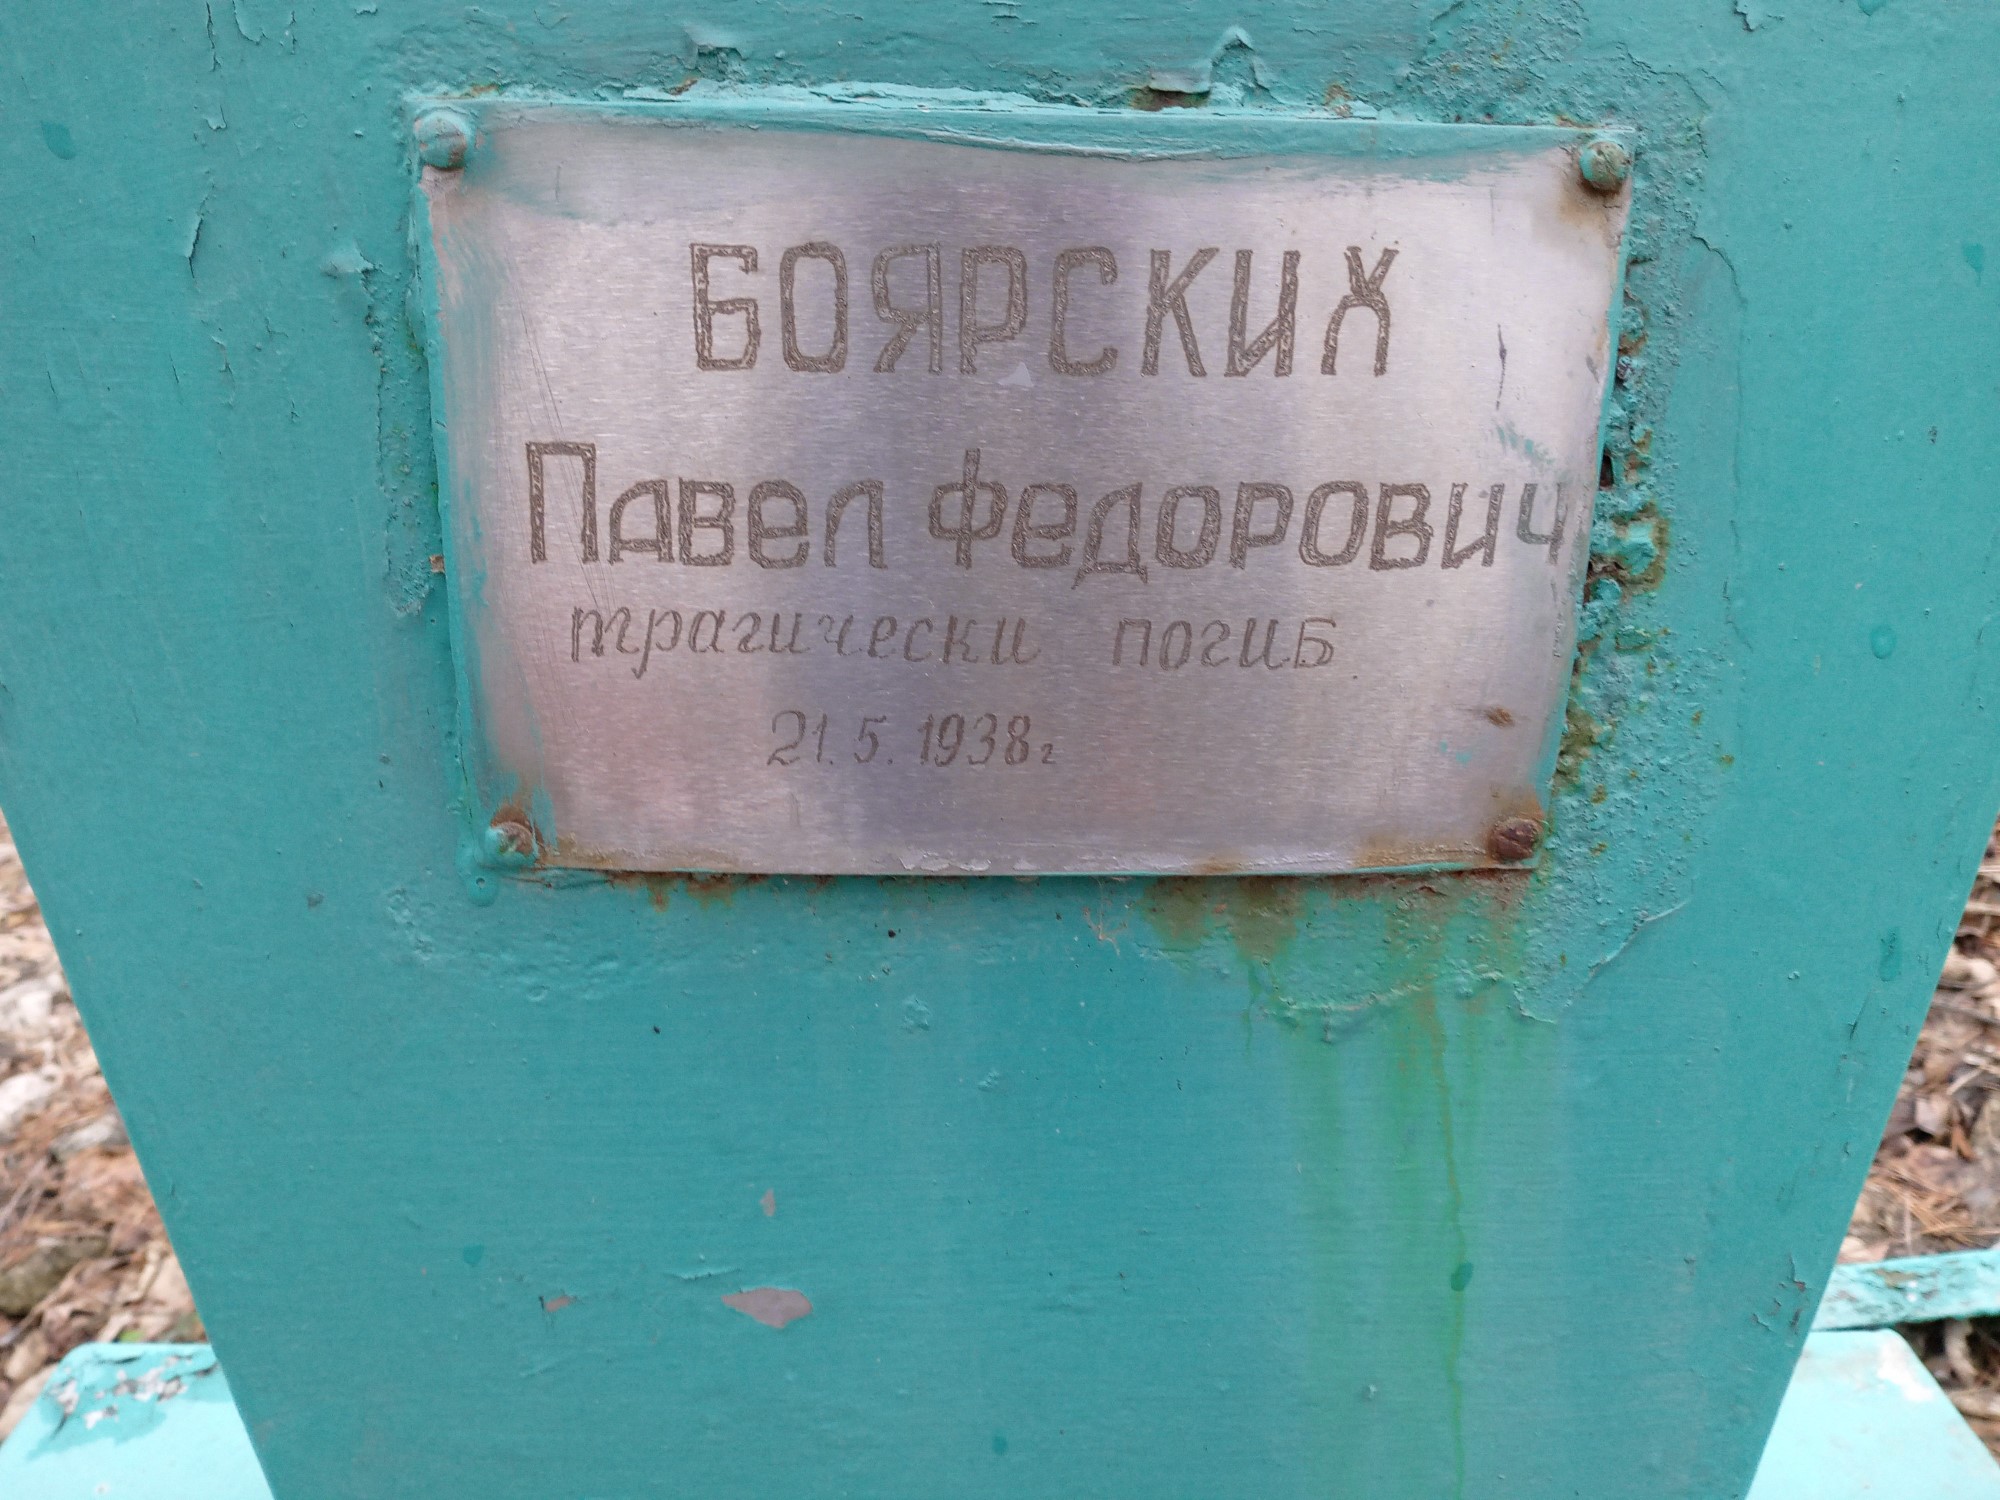 БОЯРСКИХ
Павел Федорович
трагически погиб
21.5.1938г